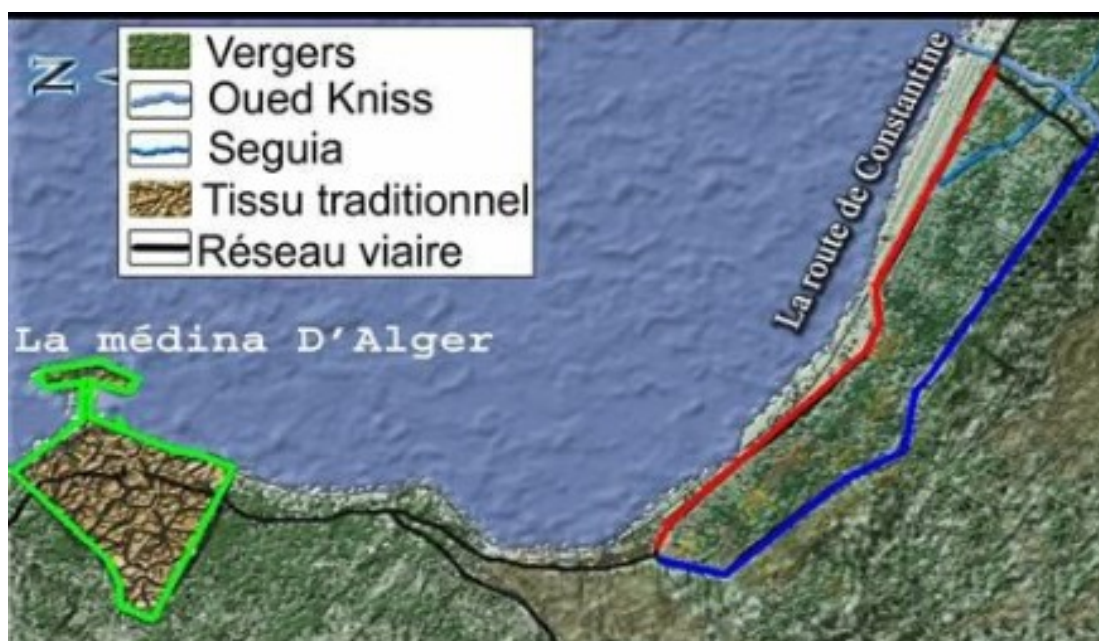 N
Vergers
Oued Kniss
Seguia
Tissu traditionnel
Réseau viaire
La route de Constantine
La médina D'Alger